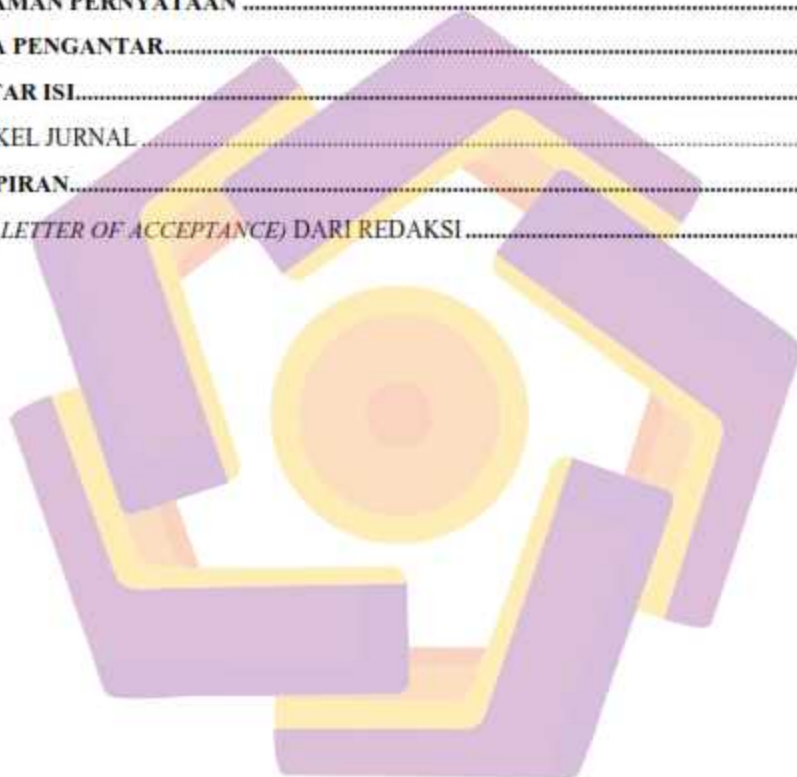 AMAN PERNYATAAN ........................................................
A PENGANTAR........................................................
TAR ISI........................................................
KEL JURNAL ........................................................
PIRAN........................................................
LETTER OF ACCEPTANCE) DARI REDAKSI ........................................................